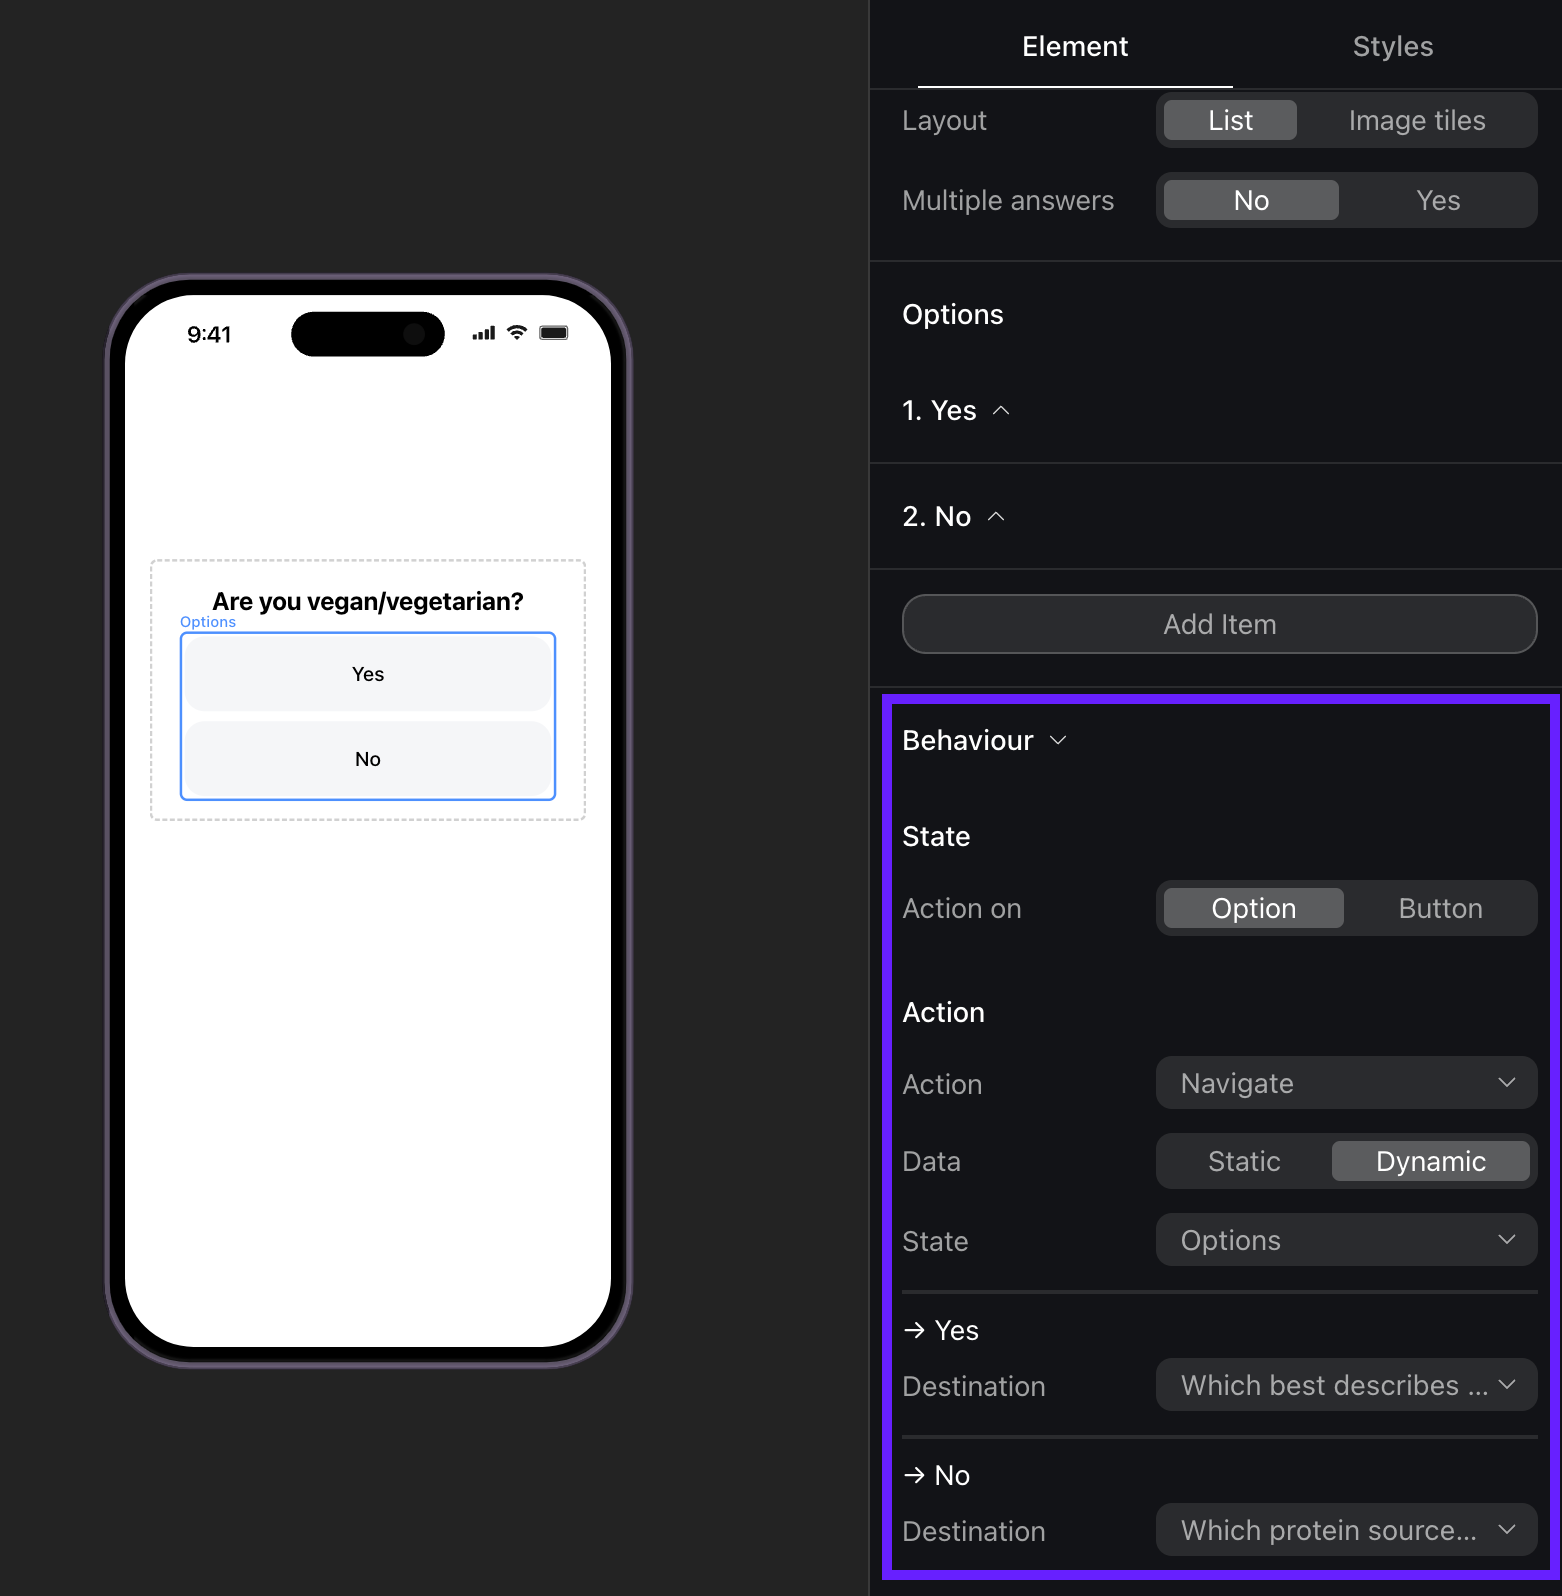 9:41
Are you vegan/vegetarian?
Options
Yes
No
Element Styles
Layout List Image tiles
Multiple answers No Yes
Options
1. Yes
2. No
Add Item
Behaviour
State
Action on Option Button
Action
Action Navigate
Data Static Dynamic
State Options
→ Yes
Destination Which best describes ...
→ No
Destination Which protein source...